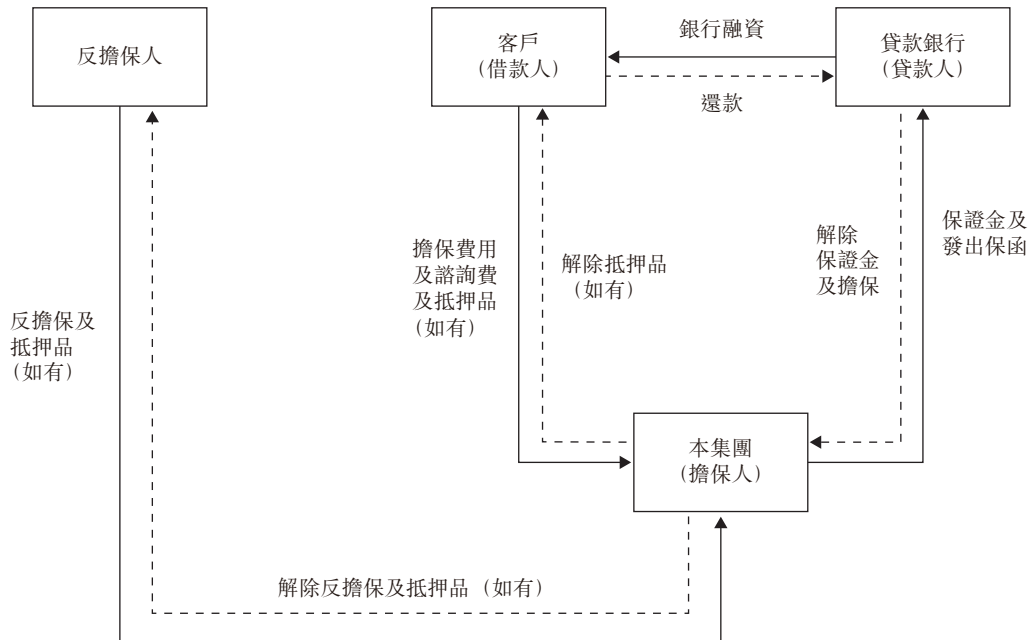 反擔保人
客戶
(借款人)
銀行融資
還款
貸款銀行
(貸款人)
擔保費用
及諮詢費
及抵押品
(如有)
解除抵押品
(如有)
解除
保證金
及擔保
保證金及
發出保函
反擔保及
抵押品
(如有)
本集團
(擔保人)
解除反擔保及抵押品 (如有)